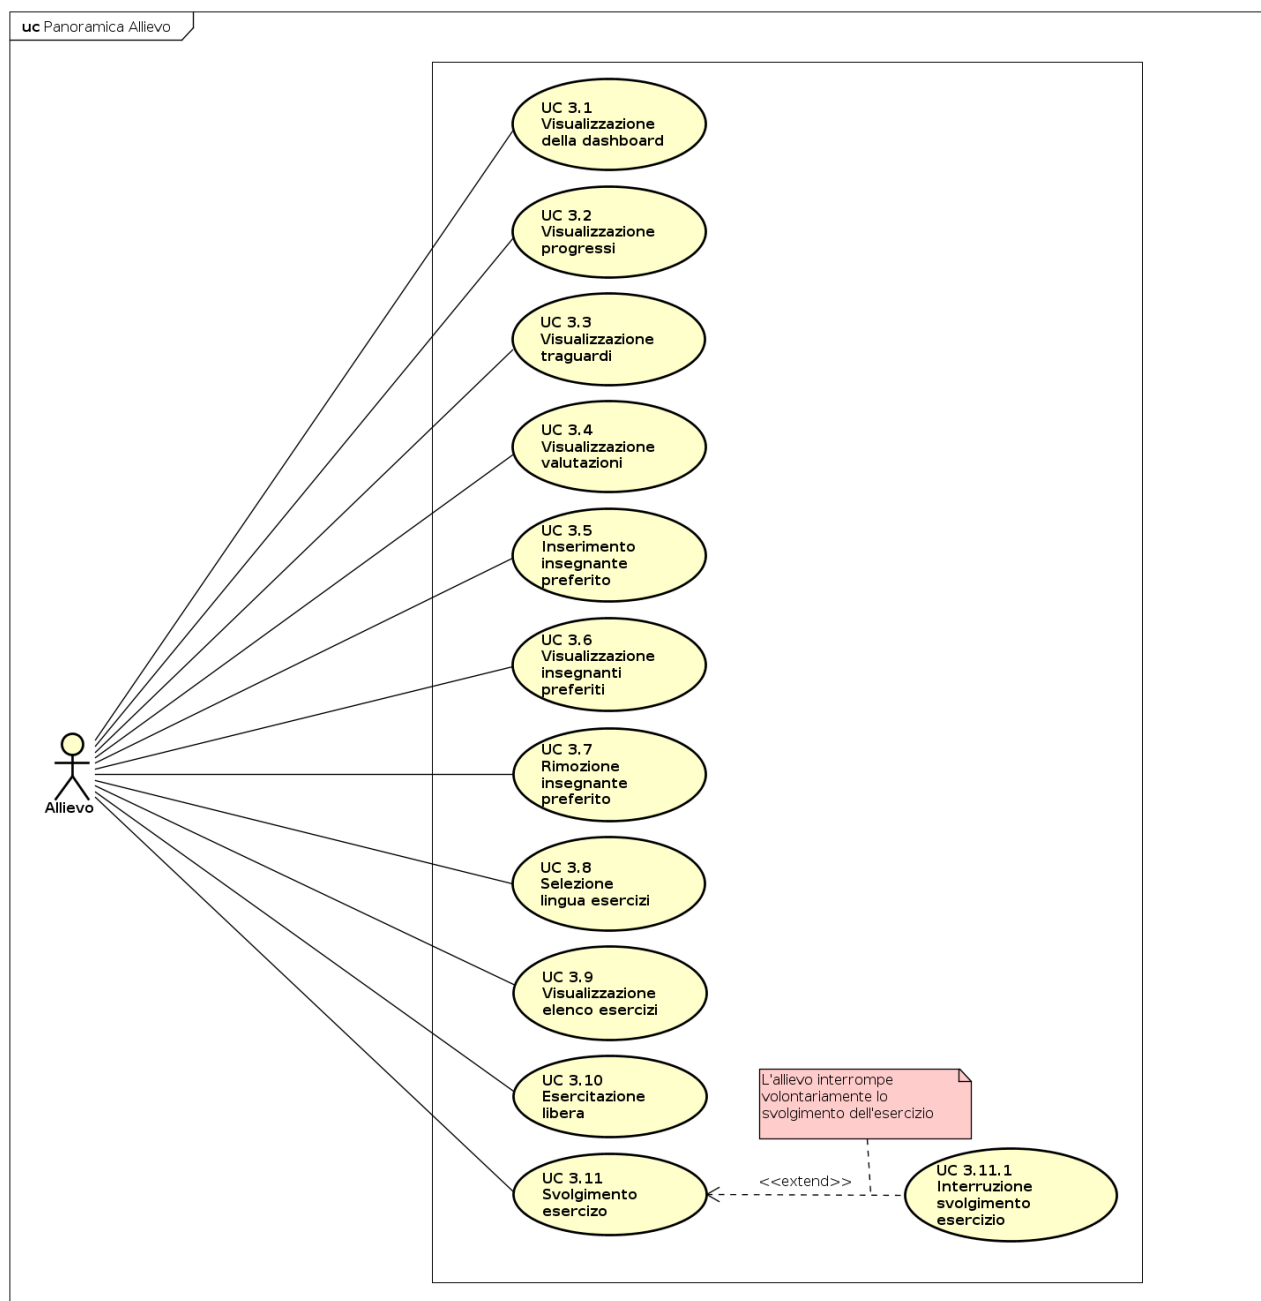 uc Panoramica Allievo
UC 3.1
Visualizzazione
della dashboard
UC 3.2
Visualizzazione
progressi
UC 3.3
Visualizzazione
traguardi
UC 3.4
Visualizzazione
valutazioni
UC 3.5
Inserimento
insegnante
preferito
UC 3.6
Visualizzazione
insegnanti
preferiti
UC 3.7
Rimozione
insegnante
preferito
Allievo
UC 3.8
Selezione
lingua esercizi
UC 3.9
Visualizzazione
elenco esercizi
UC 3.10
Esercitazione
libera
L'allievo interrompe
volontariamente lo
svolgimento dell'esercizio
UC 3.11
Svolgimento
esercizo
<<extend>>
UC 3.11.1
Interruzione
svolgimento
esercizio